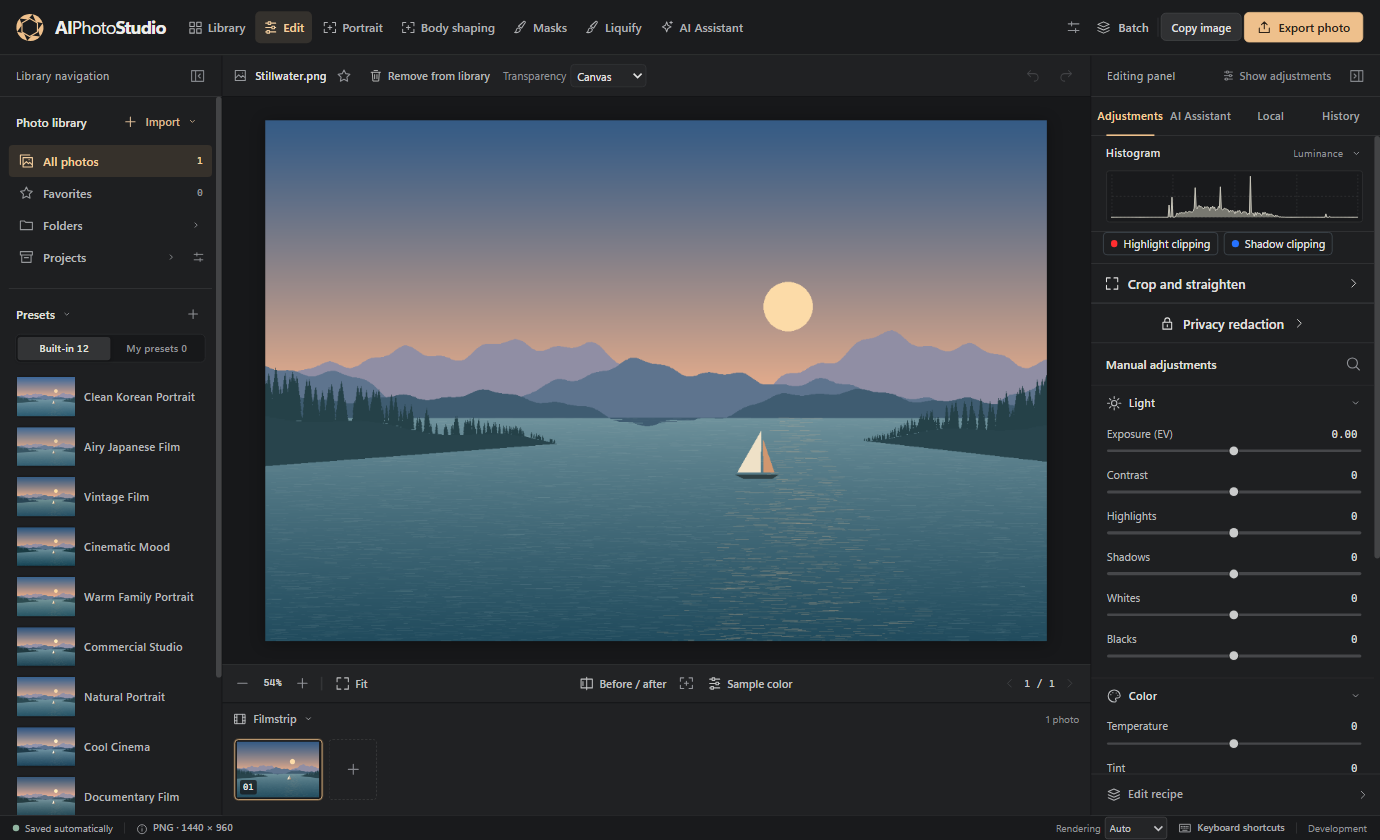 AIPhotoStudio
Library
Edit
Portrait
Body shaping
Masks
Liquify
AI Assistant
Batch
Copy image
Export photo
Library navigation
Stillwater.png
Remove from library
Transparency
Canvas
Editing panel
Show adjustments
Photo library
Import
All photos
1
Favorites
0
Folders
Projects
Presets
Built-in 12
My presets 0
Clean Korean Portrait
Airy Japanese Film
Vintage Film
Cinematic Mood
Warm Family Portrait
Commercial Studio
Natural Portrait
Cool Cinema
Documentary Film
54%
Fit
Before / after
Sample color
1 / 1
Filmstrip
1 photo
01
Adjustments
AI Assistant
Local
History
Histogram
Luminance
Highlight clipping
Shadow clipping
Crop and straighten
Privacy redaction
Manual adjustments
Light
Exposure (EV)
0.00
Contrast
0
Highlights
0
Shadows
0
Whites
0
Blacks
0
Color
Temperature
0
Tint
0
Edit recipe
Saved automatically
PNG · 1440 × 960
Rendering
Auto
Keyboard shortcuts
Development